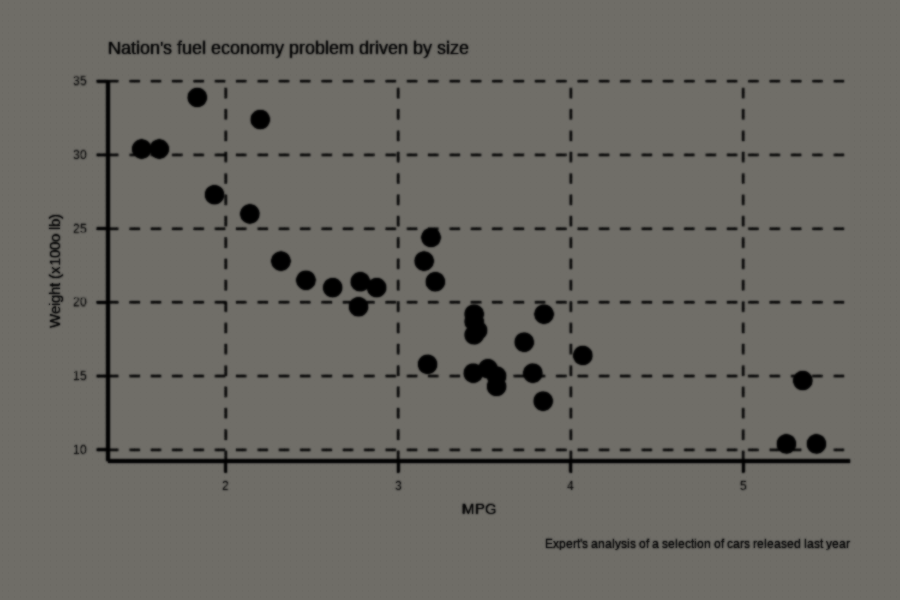 Nation's fuel economy problem driven by size
35
30
25
20
15
10
Weight (x100o lb)
2 3 4 5
MPG
Expert's analysis of a selection of cars released last year